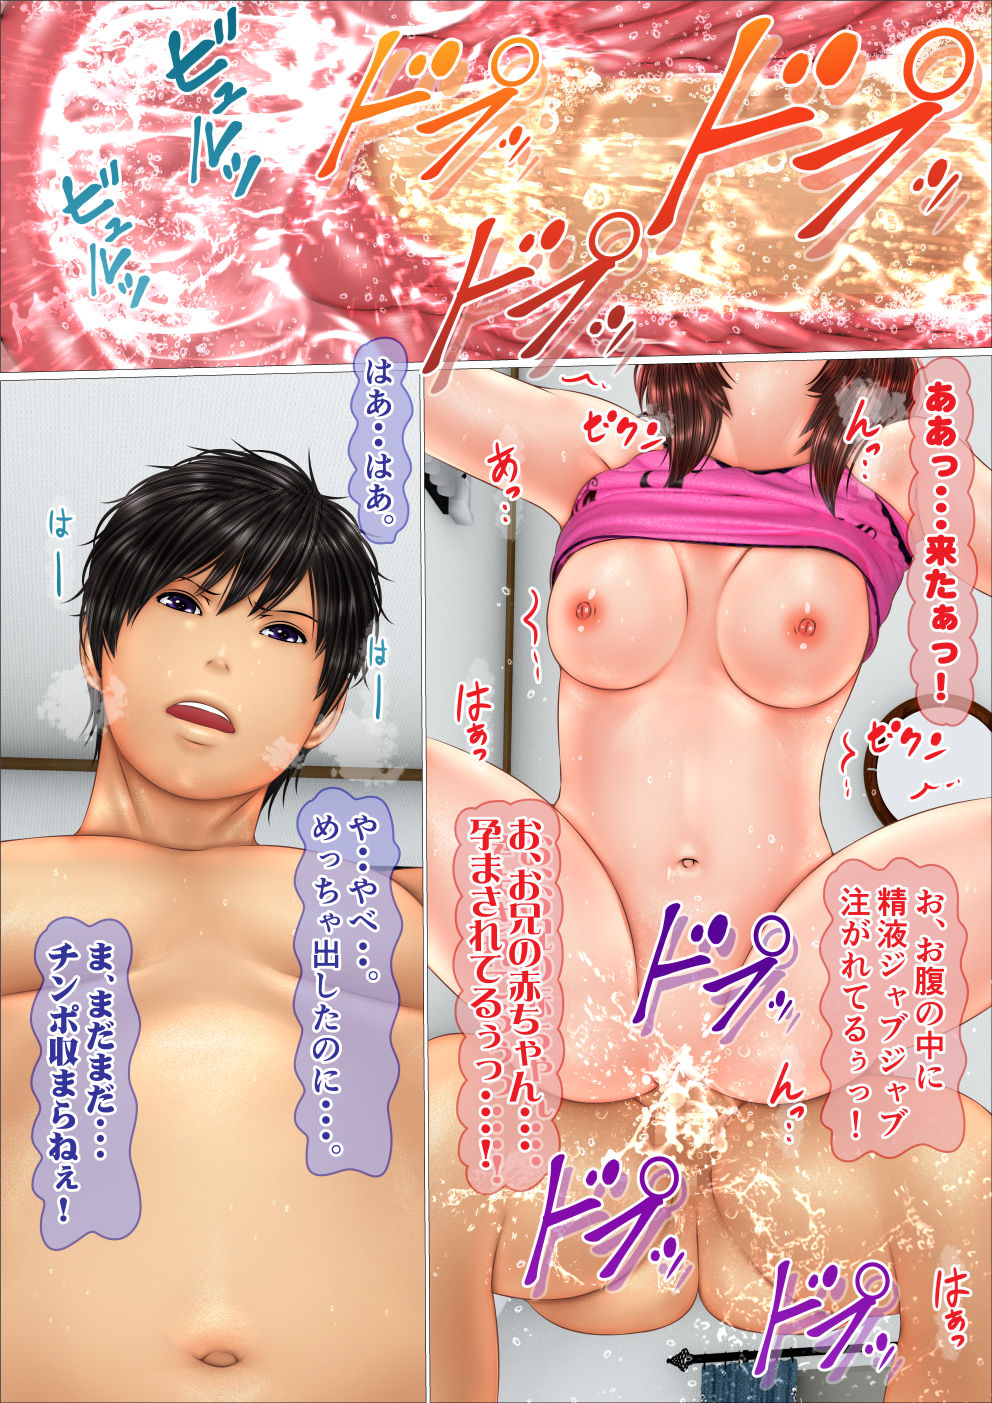 ドプッ
ドプッ
ビュルッ
ドプッ
ビュルッ
ああっ・・・来たぁっ！
んっ・・
ゼクン
あっ・・
はぁっ
ゼクン
お、お腹の中に
精液ジャブジャブ
注がれてるぅっ！
お、お兄の赤ちゃん・・・
孕まされてるぅっ・・・！
ドプッ
んっ・・
ドプッ
ドプッ
はぁっ
はあ・・はあ。
はー
はー
や・・やべ・・。
めっちゃ出したのに・・・。
ま、まだまだ・・・
チンポ収まらねぇ！